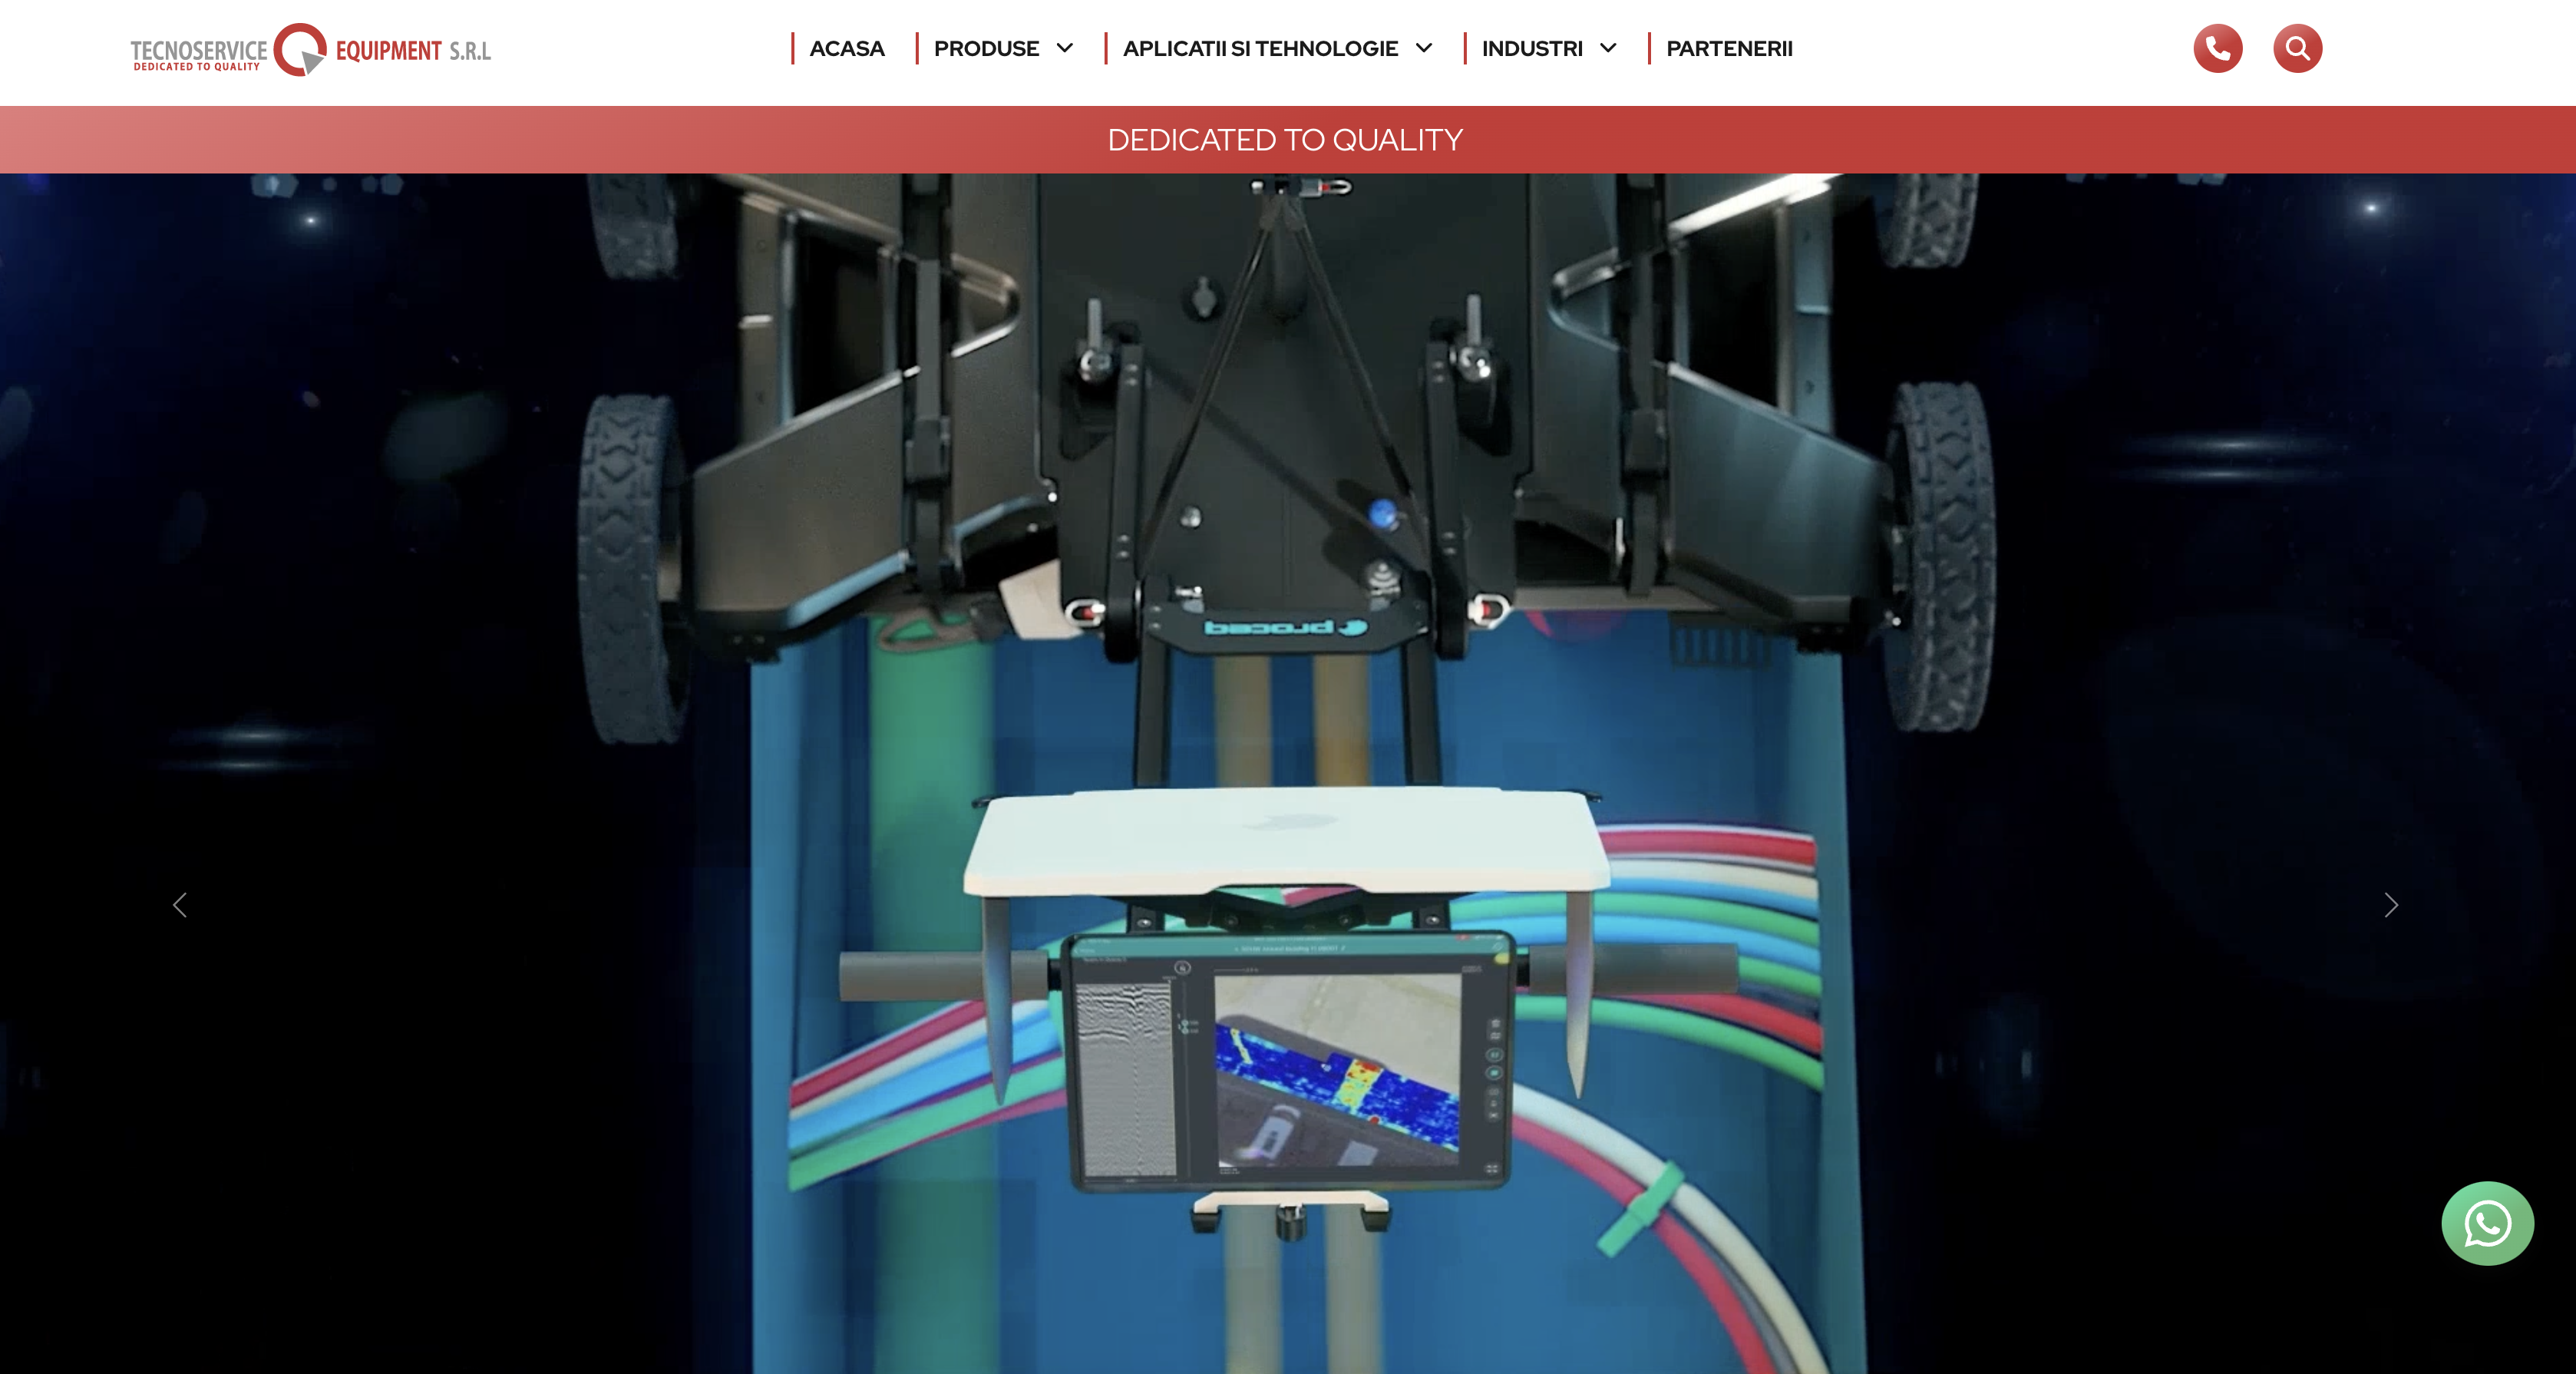 TECNOSERVICE EQUIPMENT S.R.L
DEDICATED TO QUALITY
ACASA
PRODUSE
APLICATII SI TEHNOLOGIE
INDUSTRI
PARTENERII
DEDICATED TO QUALITY
proceq